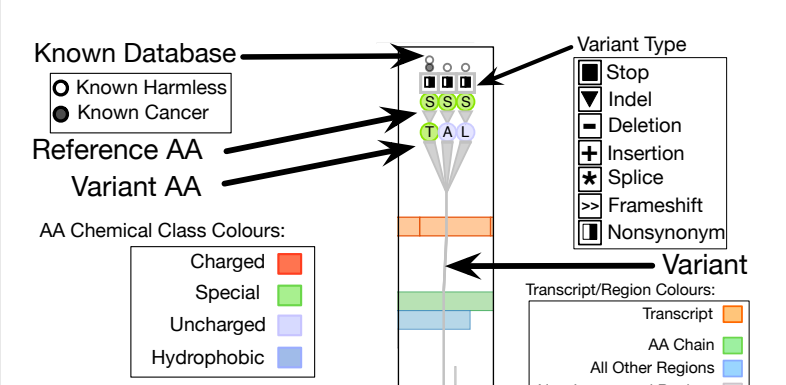 Known Database
Known Harmless
Known Cancer
Reference AA
Variant AA
AA Chemical Class Colours:
Charged
Special
Uncharged
Hydrophobic
S S S
T A L
Variant Type
Stop
Indel
Deletion
Insertion
Splice
>> Frameshift
Nonsynonym
Variant
Transcript/Region Colours:
Transcript
AA Chain
All Other Regions